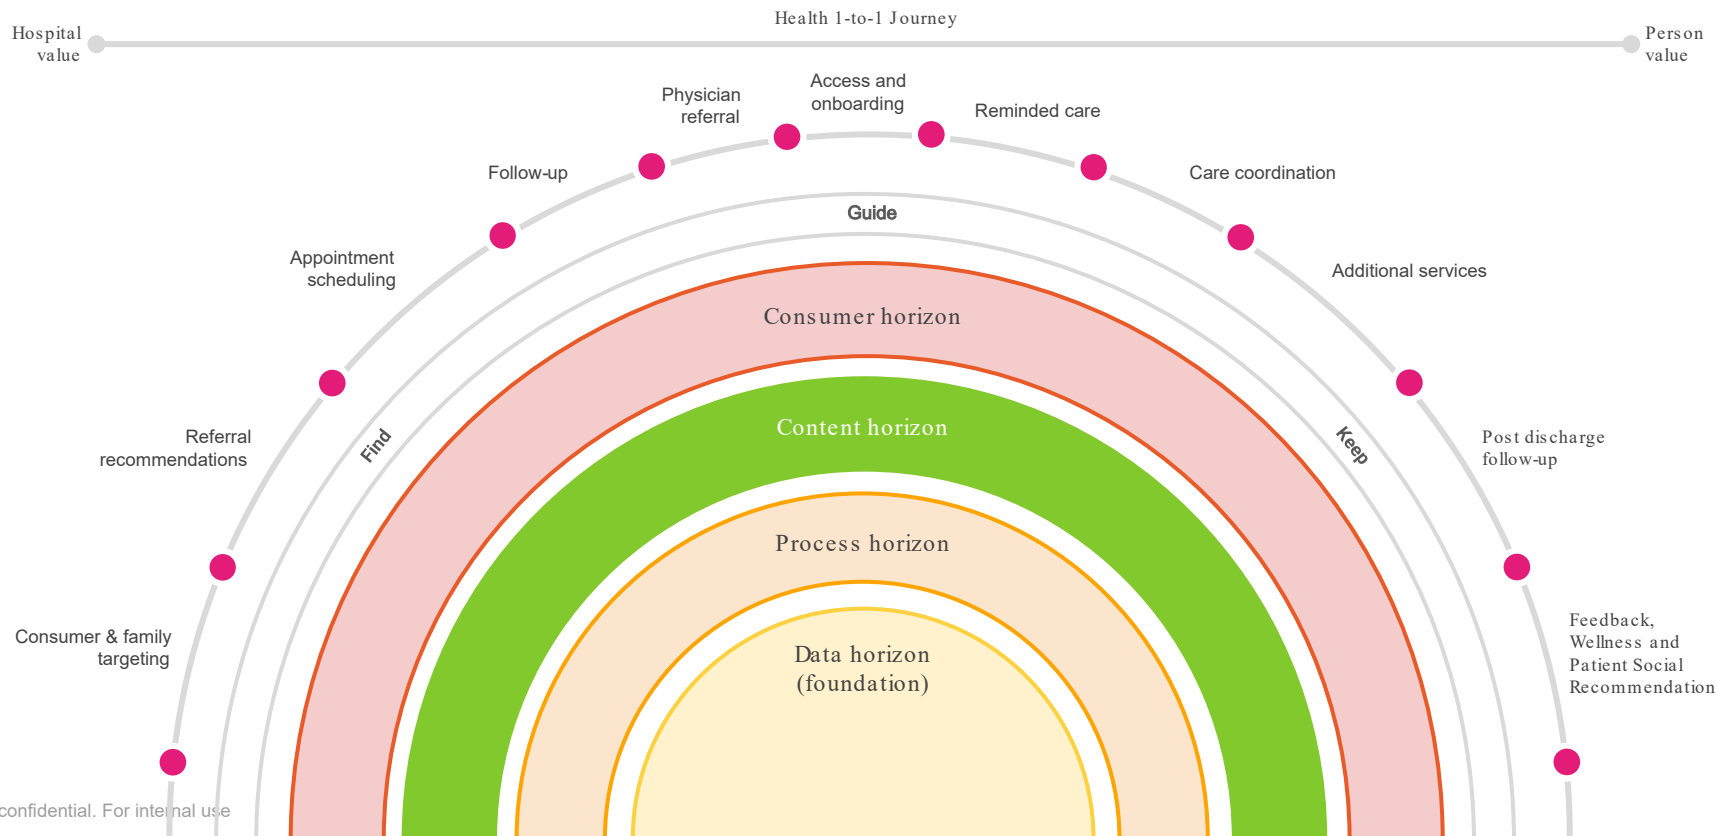 Health 1-to-1 Journey
Hospital
value
Person
value
Access and
onboarding
Physician
referral
Reminded care
Follow-up
Care coordination
Guide
Appointment
scheduling
Additional services
Consumer horizon
Content horizon
Find
Keep
Referral
recommendations
Post discharge
follow-up
Process horizon
Data horizon
(foundation)
Consumer & family
targeting
Feedback,
Wellness and
Patient Social
Recommendation
confidential. For internal use